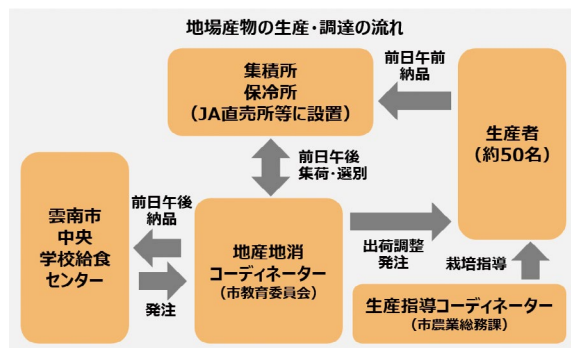 地場産物の生産・調達の流れ
集積所
保冷所
（JA直売所等に設置）
前日午前
納品
生産者
（約50名）
前日午後
集荷・選別
雲南市
中央
学校給食
センター
前日午後
納品
発注
地産地消
コーディネーター
（市教育委員会）
出荷調整
発注
栽培指導
生産指導コーディネーター
（市農業総務課）